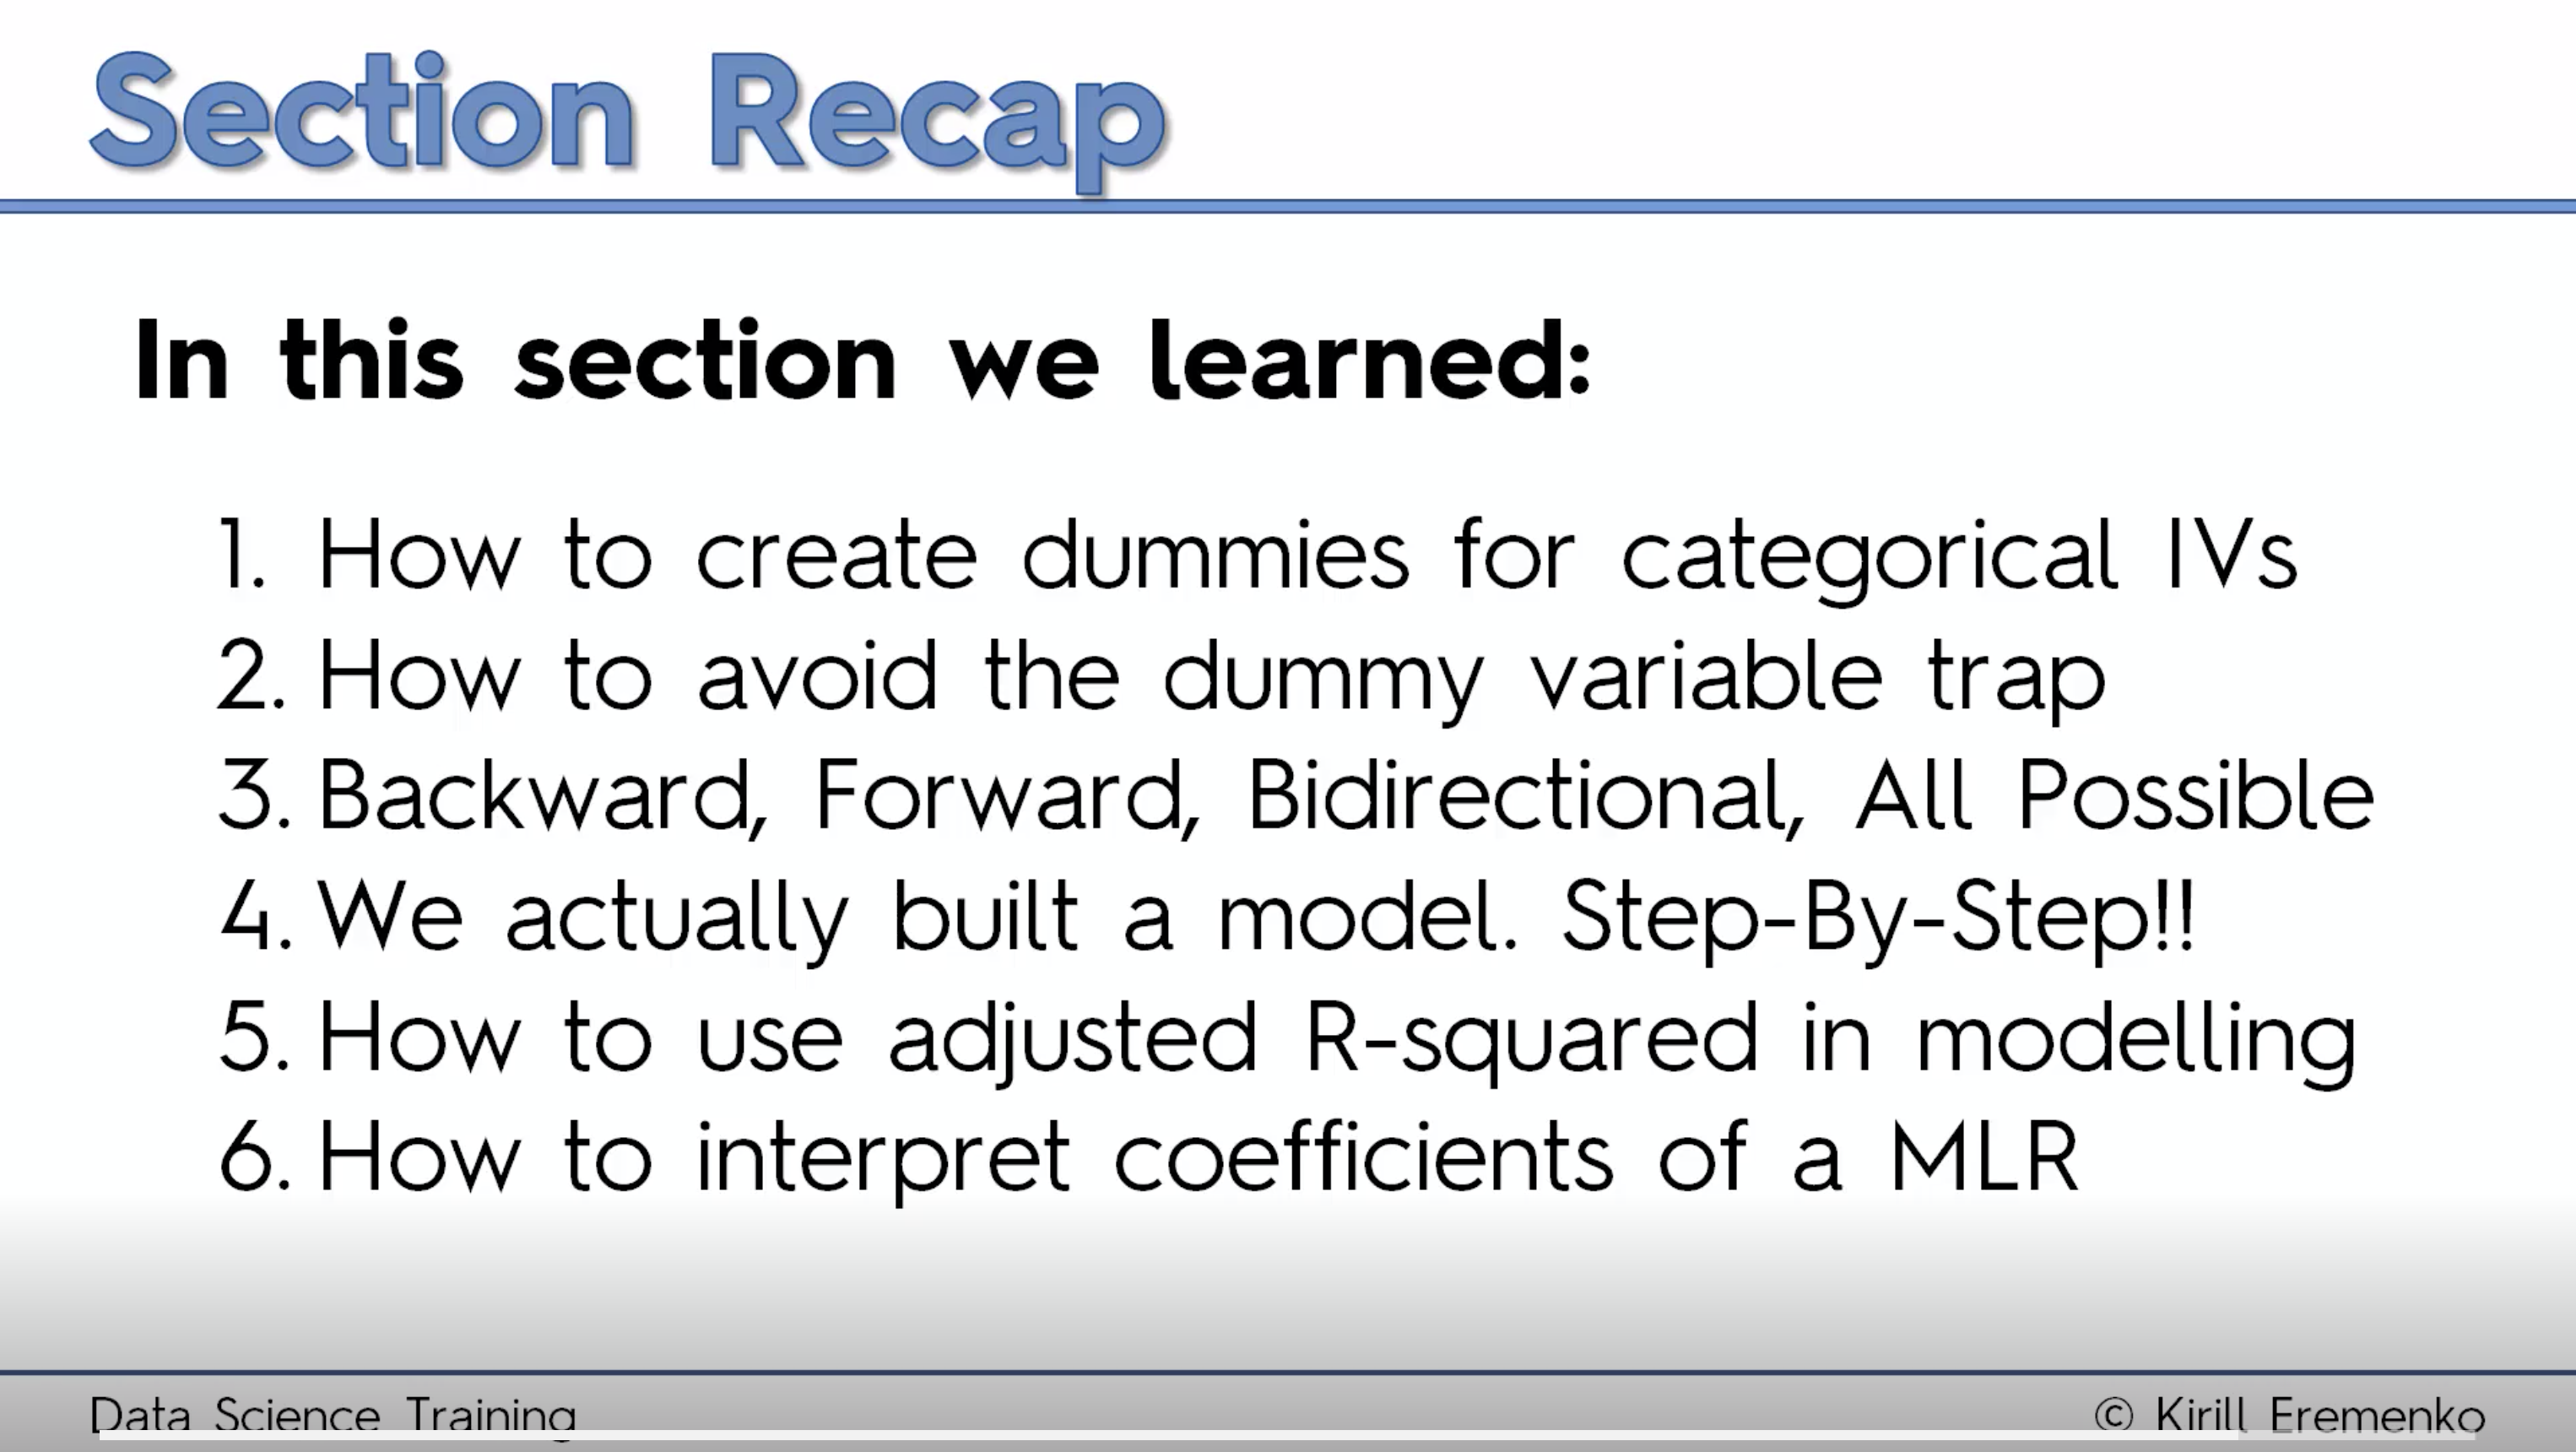 Section Recap
In this section we learned:
1. How to create dummies for categorical IVs
2. How to avoid the dummy variable trap
3. Backward, Forward, Bidirectional, All Possible
4. We actually built a model. Step-By-Step!!
5. How to use adjusted R-squared in modelling
6. How to interpret coefficients of a MLR
Data Science Training
© Kirill Eremenko